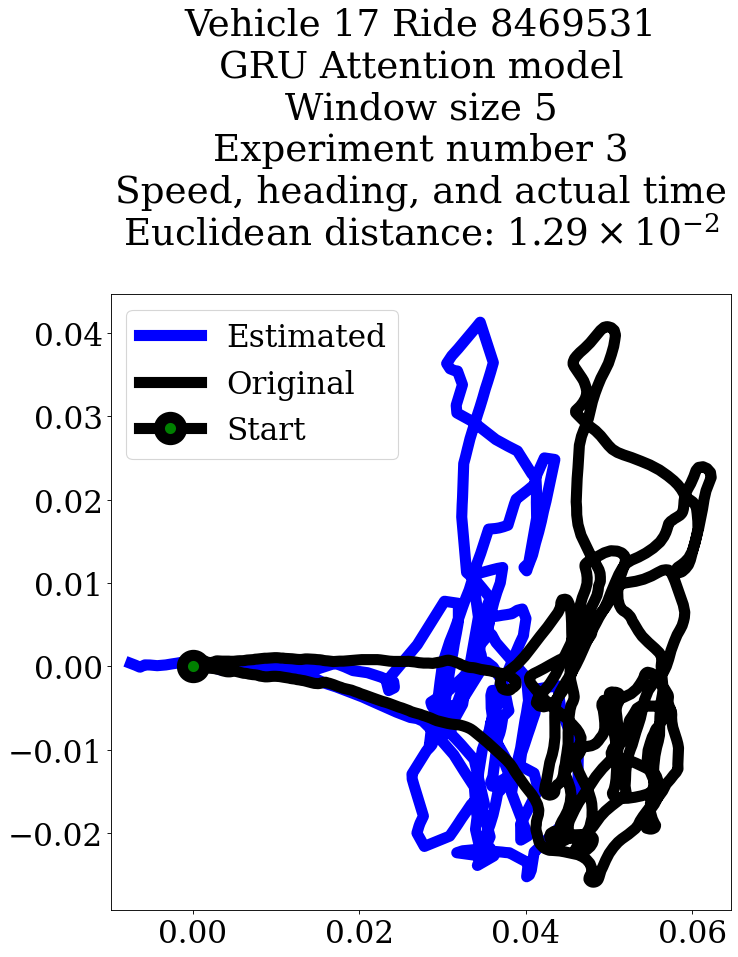 Vehicle 17 Ride 8469531
GRU Attention model
Window size 5
Experiment number 3
Speed, heading, and actual time
Euclidean distance: 1.29 × 10⁻²
Estimated
Original
Start
0.04
0.03
0.02
0.01
0.00
−0.01
−0.02
0.00 0.02 0.04 0.06